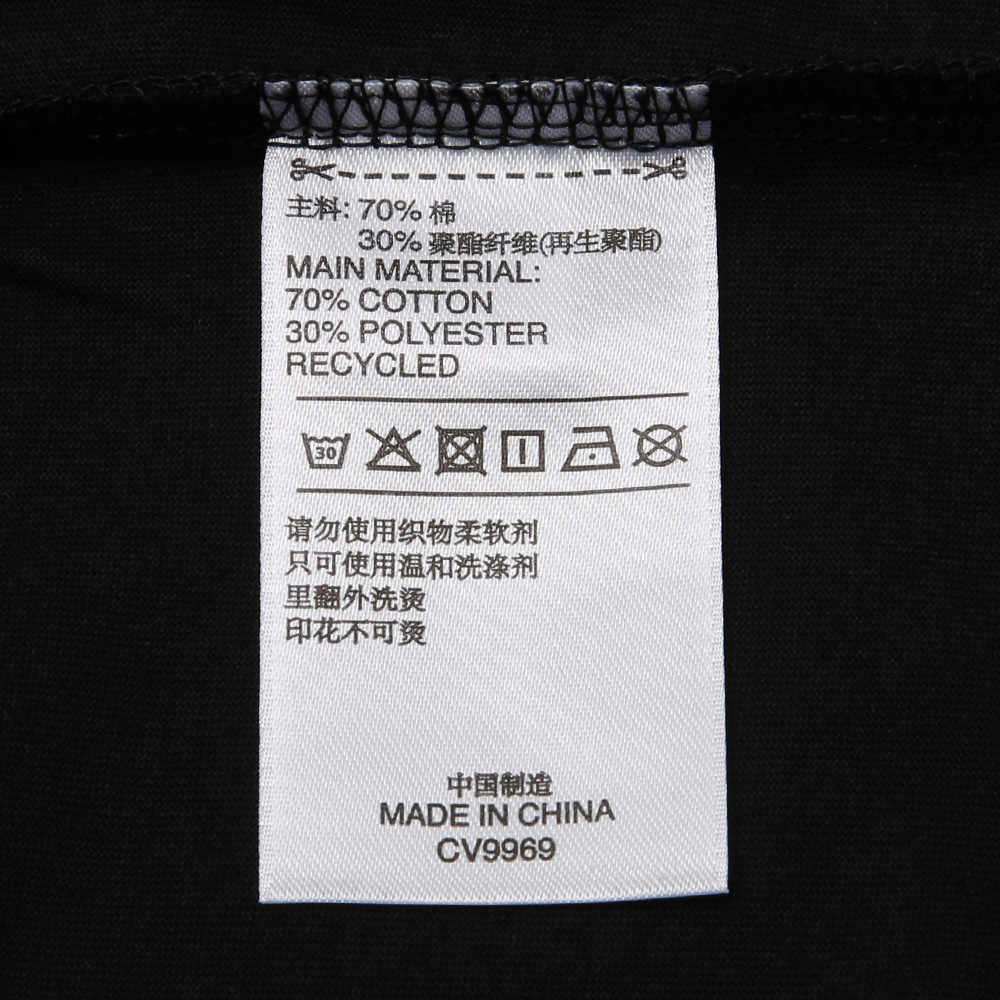 主料: 70% 棉
30% 聚酯纤维(再生聚酯)
MAIN MATERIAL:
70% COTTON
30% POLYESTER
RECYCLED
30
请勿使用织物柔软剂
只可使用温和洗涤剂
里翻外洗烫
印花不可烫
中国制造
MADE IN CHINA
CV9969